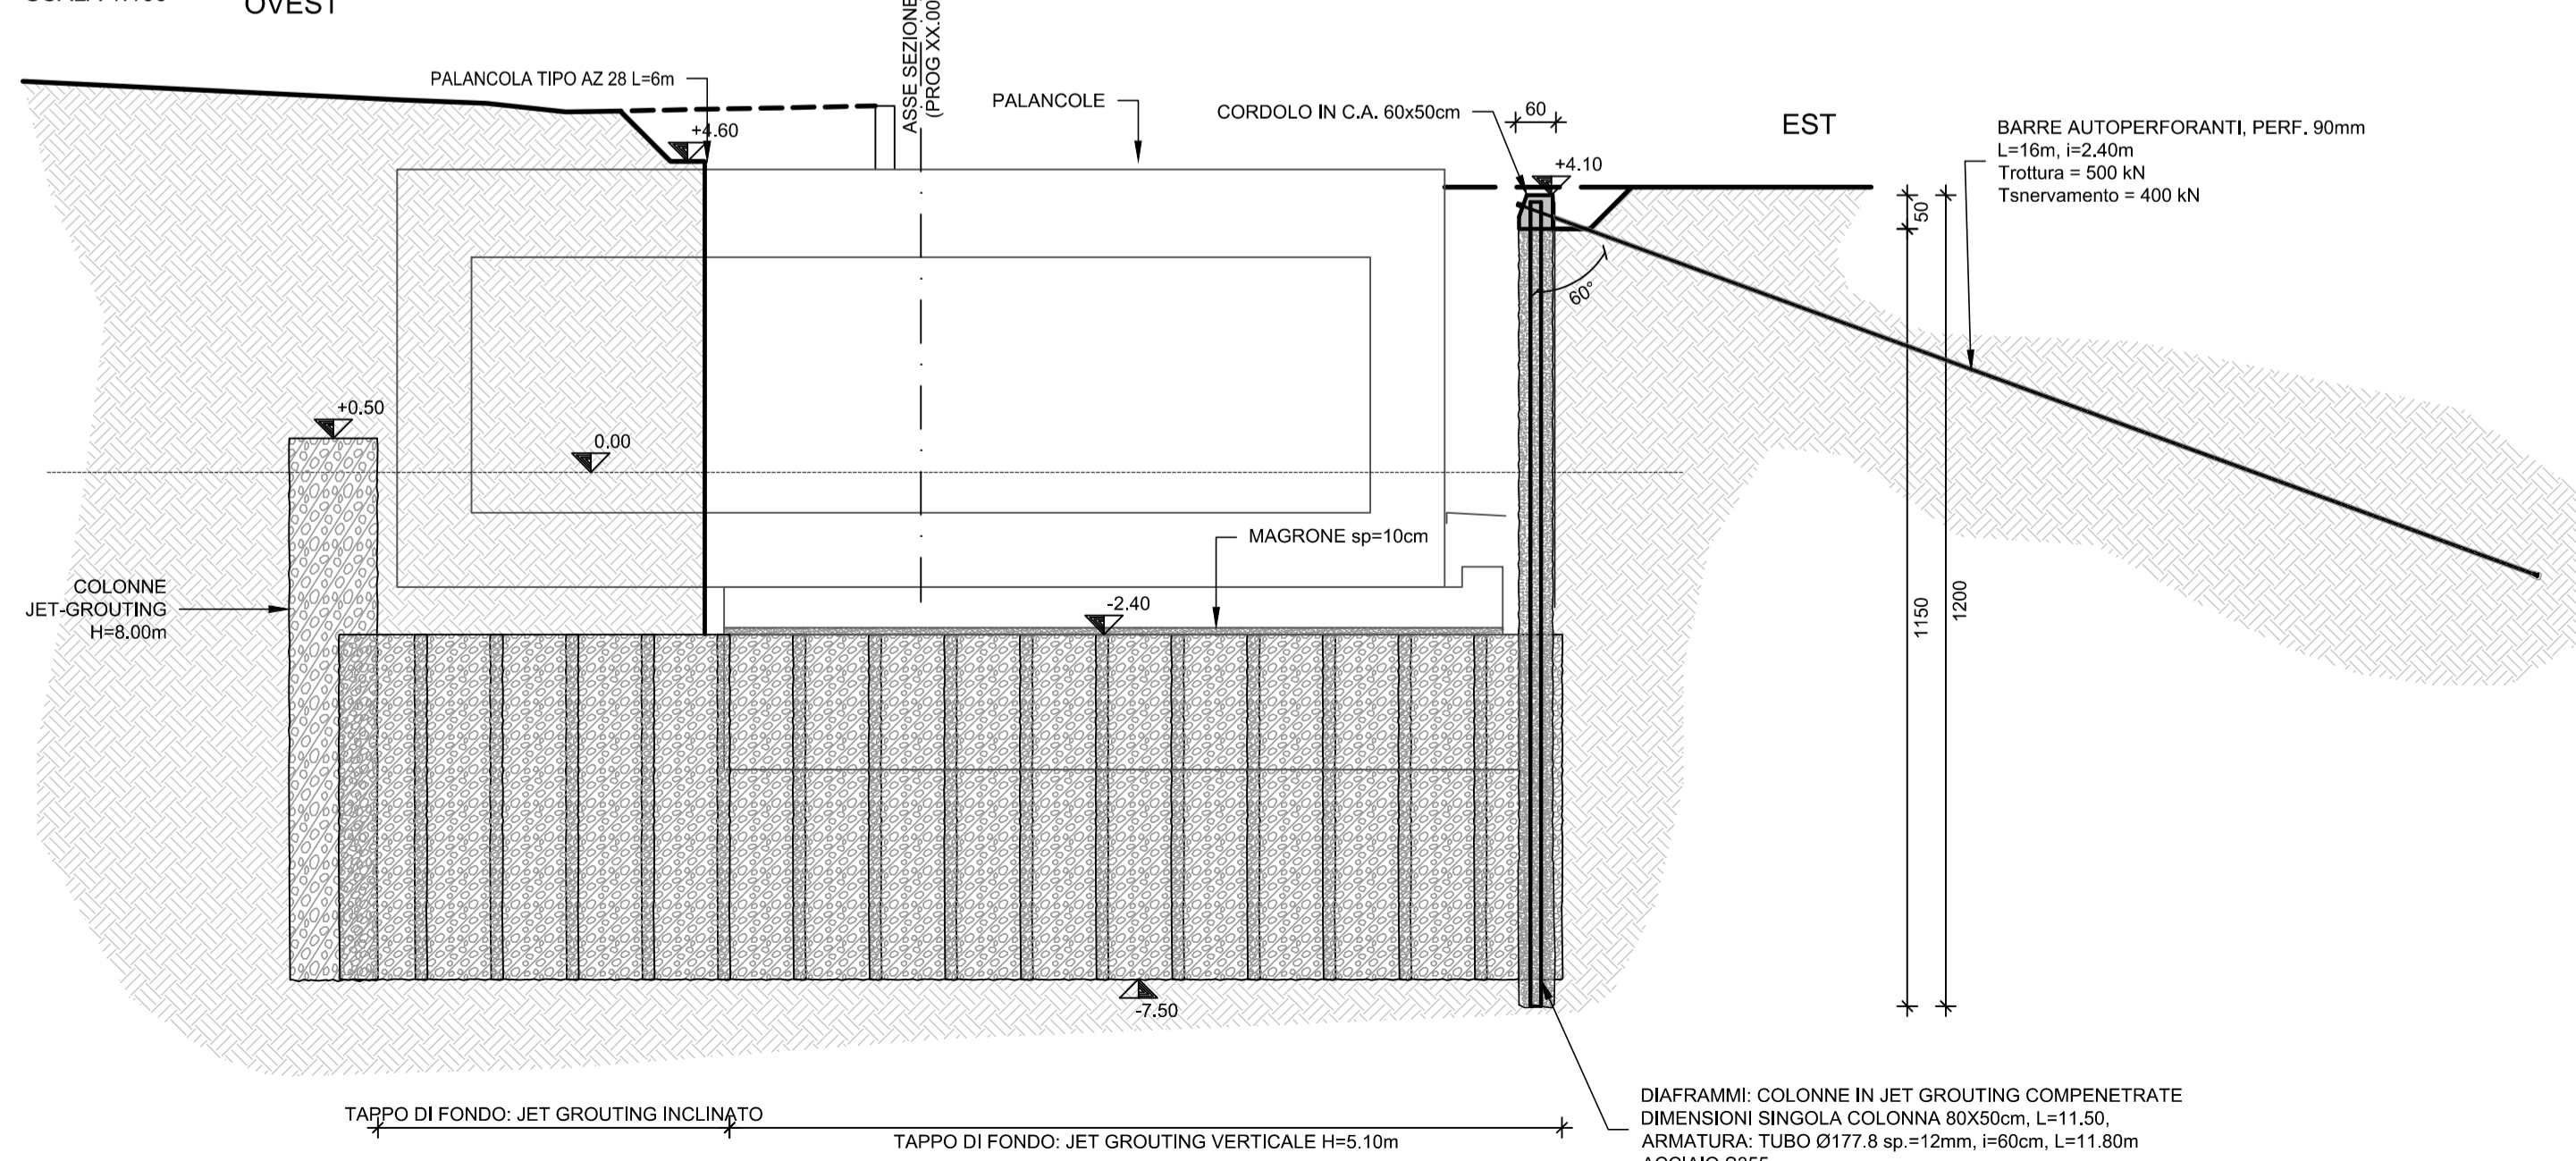 OVEST
ASSE SEZIONE
(PROG XX.00
PALANCOLA TIPO AZ 28 L=6m
+4.60
PALANCOLE
CORDOLO IN C.A. 60x50cm
60
+4.10
EST
BARRE AUTOPERFORANTI, PERF. 90mm
L=16m, i=2.40m
Trottura = 500 kN
Tsnervamento = 400 kN
50
60°
+0.50
0.00
MAGRONE sp=10cm
COLONNE
JET-GROUTING
H=8.00m
-2.40
1150
1200
-7.50
TAPPO DI FONDO: JET GROUTING INCLINATO
TAPPO DI FONDO: JET GROUTING VERTICALE H=5.10m
DIAFRAMMI: COLONNE IN JET GROUTING COMPENETRATE
DIMENSIONI SINGOLA COLONNA 80X50cm, L=11.50,
ARMATURA: TUBO Ø177.8 sp.=12mm, i=60cm, L=11.80m